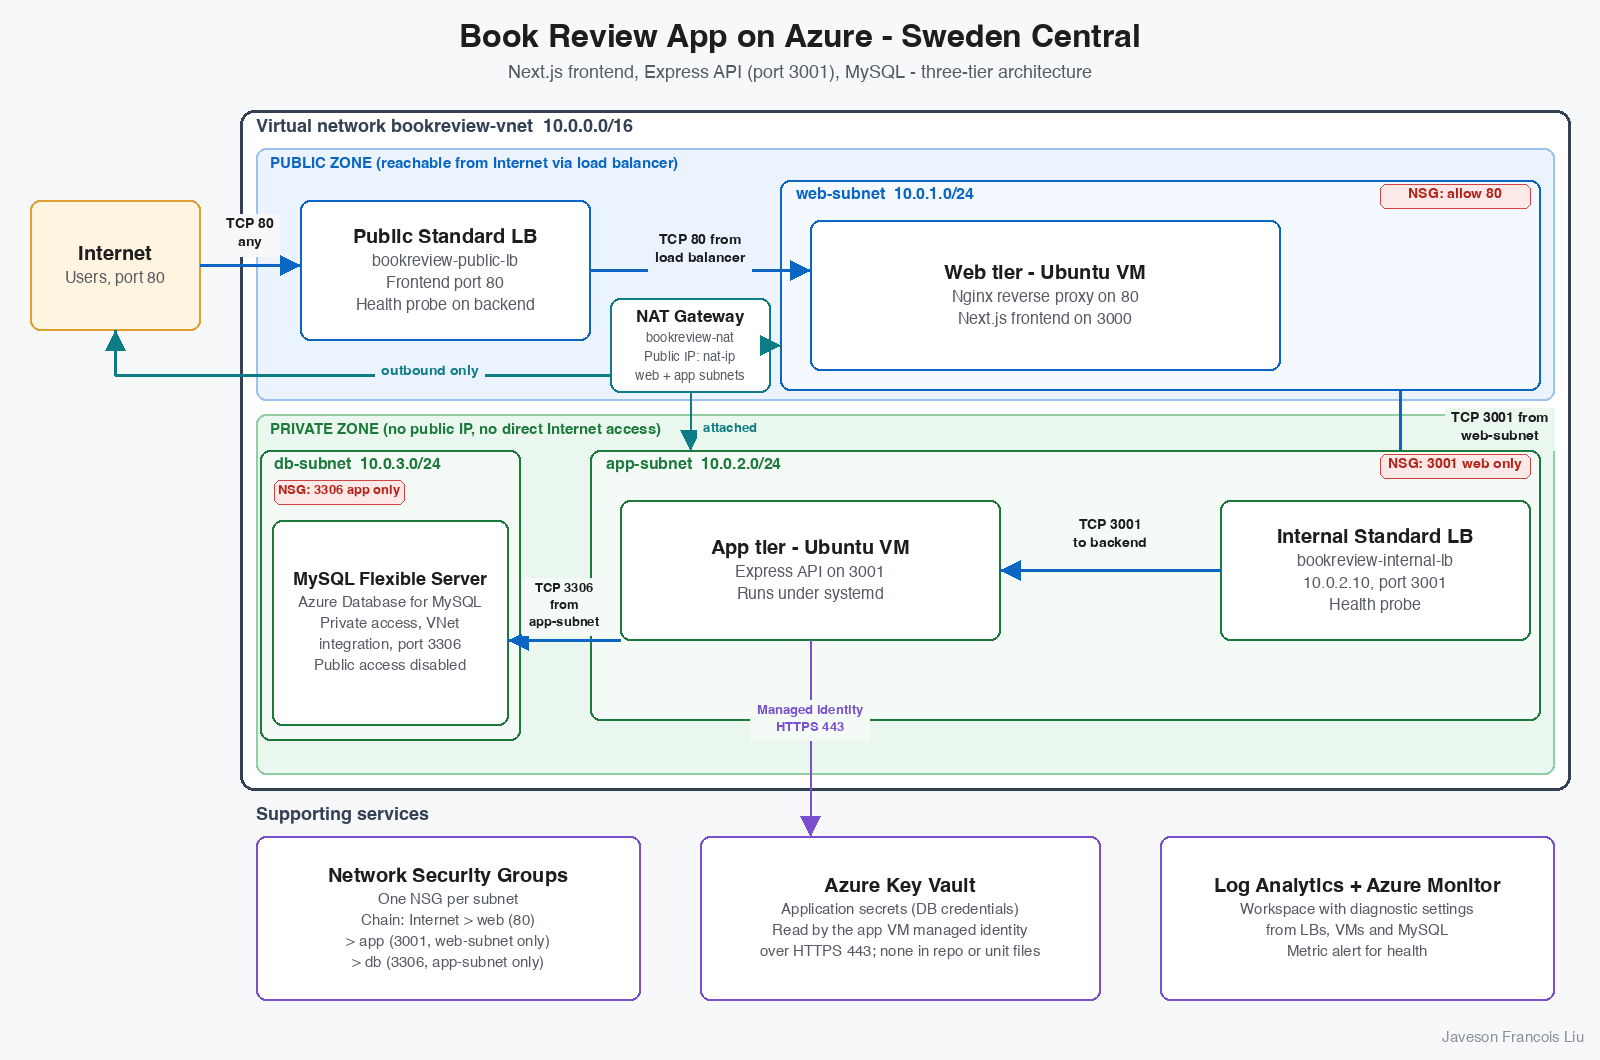 Book Review App on Azure - Sweden Central
Next.js frontend, Express API (port 3001), MySQL - three-tier architecture
Virtual network bookreview-vnet  10.0.0.0/16
PUBLIC ZONE (reachable from Internet via load balancer)
Internet
Users, port 80
TCP 80
any
Public Standard LB
bookreview-public-lb
Frontend port 80
Health probe on backend
TCP 80 from
load balancer
web-subnet  10.0.1.0/24
NSG: allow 80
Web tier - Ubuntu VM
Nginx reverse proxy on 80
Next.js frontend on 3000
NAT Gateway
bookreview-nat
Public IP: nat-ip
web + app subnets
outbound only
attached
TCP 3001 from
web-subnet
PRIVATE ZONE (no public IP, no direct Internet access)
db-subnet  10.0.3.0/24
NSG: 3306 app only
MySQL Flexible Server
Azure Database for MySQL
Private access, VNet
integration, port 3306
Public access disabled
TCP 3306
from
app-subnet
app-subnet  10.0.2.0/24
NSG: 3001 web only
App tier - Ubuntu VM
Express API on 3001
Runs under systemd
TCP 3001
to backend
Internal Standard LB
bookreview-internal-lb
10.0.2.10, port 3001
Health probe
Managed identity
HTTPS 443
Supporting services
Network Security Groups
One NSG per subnet
Chain: Internet > web (80)
> app (3001, web-subnet only)
> db (3306, app-subnet only)
Azure Key Vault
Application secrets (DB credentials)
Read by the app VM managed identity
over HTTPS 443; none in repo or unit files
Log Analytics + Azure Monitor
Workspace with diagnostic settings
from LBs, VMs and MySQL
Metric alert for health
Javeson Francois Liu